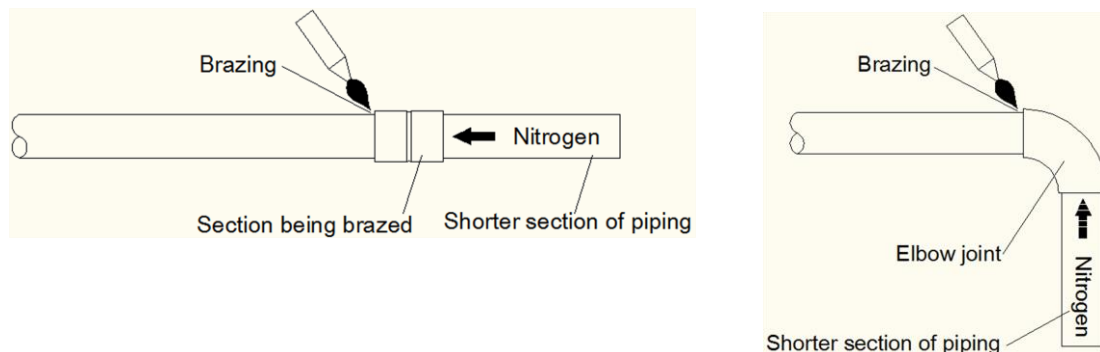 Brazing
Nitrogen
Section being brazed
Shorter section of piping
Brazing
Elbow joint
Nitrogen
Shorter section of piping